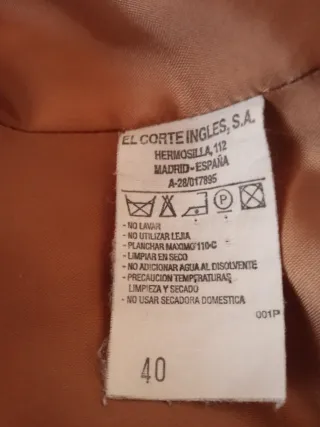 EL CORTE INGLES, S.A.
HERMOSILLA, 112
MADRID-ESPAÑA
A-28/017895
P
- NO LAVAR
- NO UTILIZAR LEJIA
- PLANCHAR MAXIMO 110-C
- LIMPIAR EN SECO
- NO ADICIONAR AGUA AL DISOLVENTE
- PRECAUCIÓN TEMPERATURAS
LIMPIEZA Y SECADO
- NO USAR SECADORA DOMESTICA
001P
40